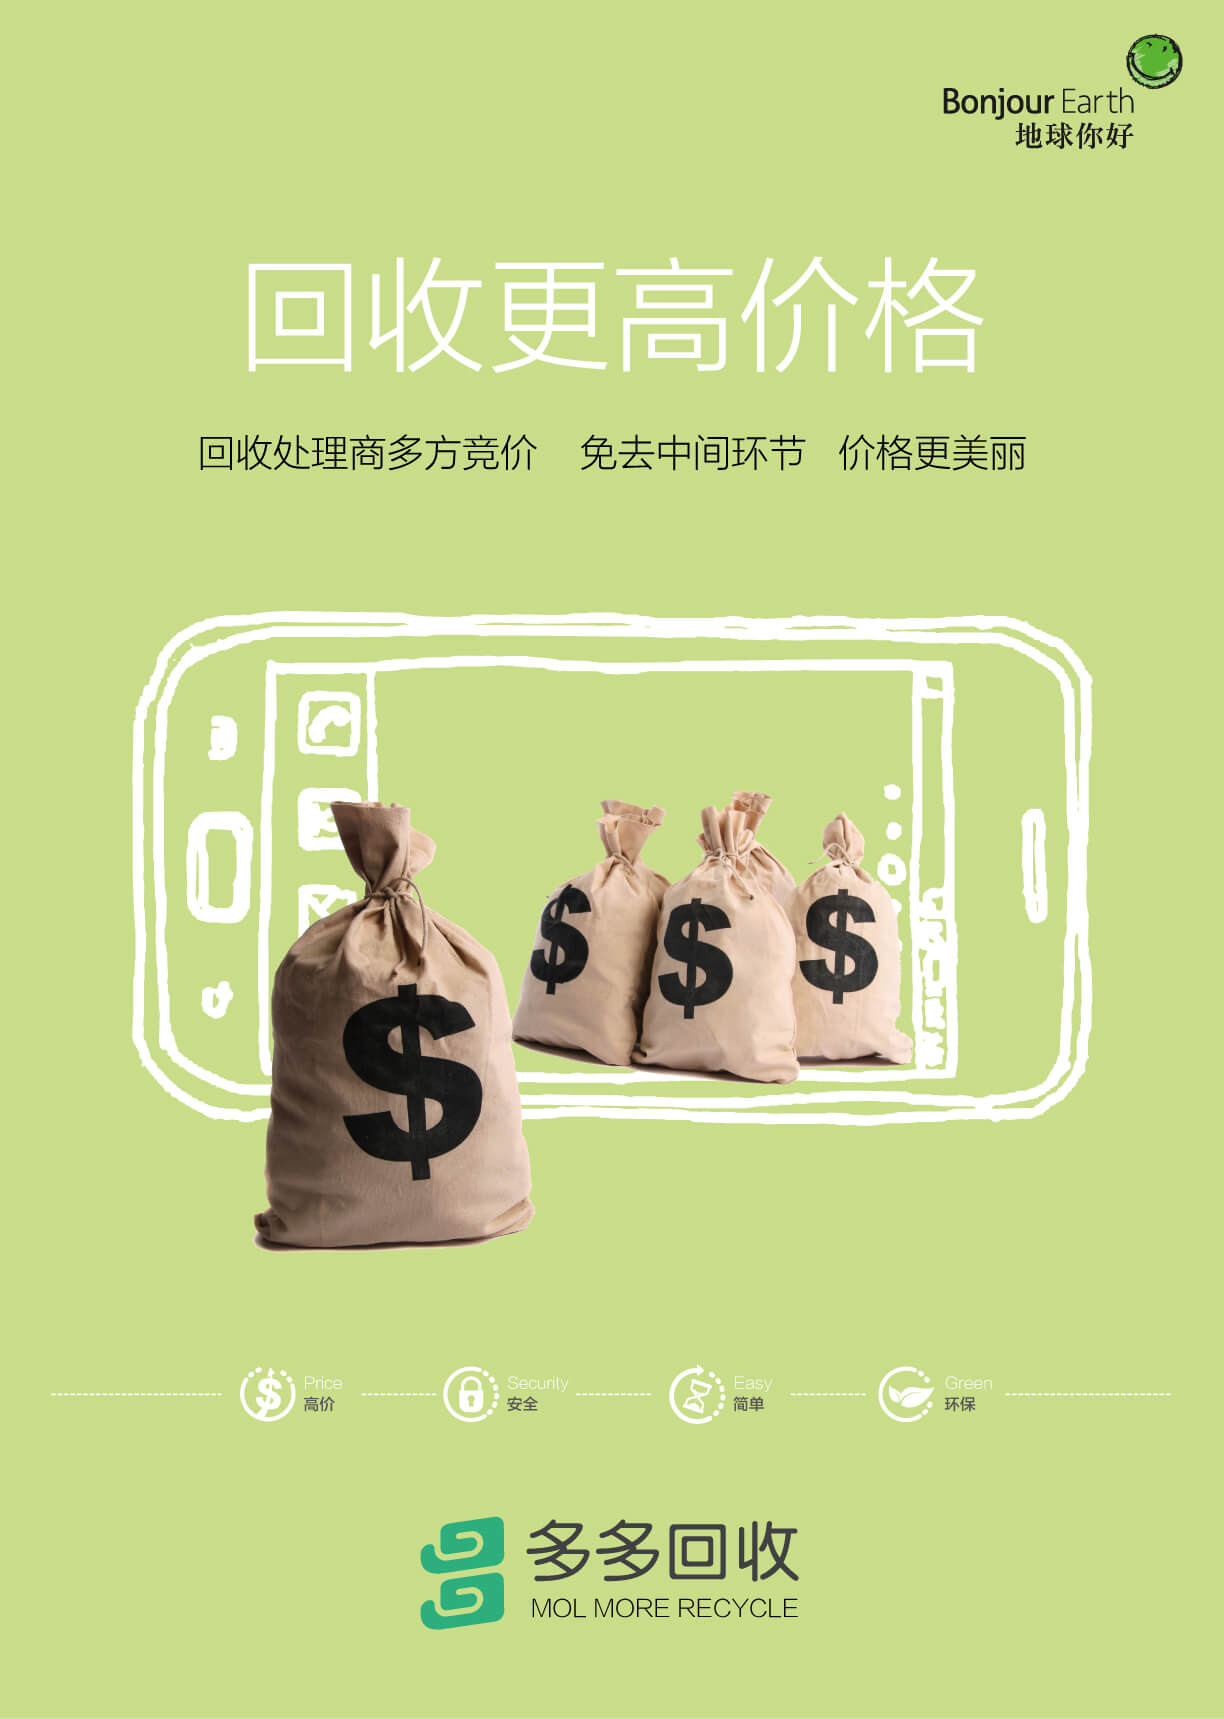 Bonjour Earth
地球你好
回收更高价格
回收处理商多方竞价 免去中间环节 价格更美丽
$ $ $ $
Price
高价
Security
安全
Easy
简单
Green
环保
多多回收
MOL MORE RECYCLE